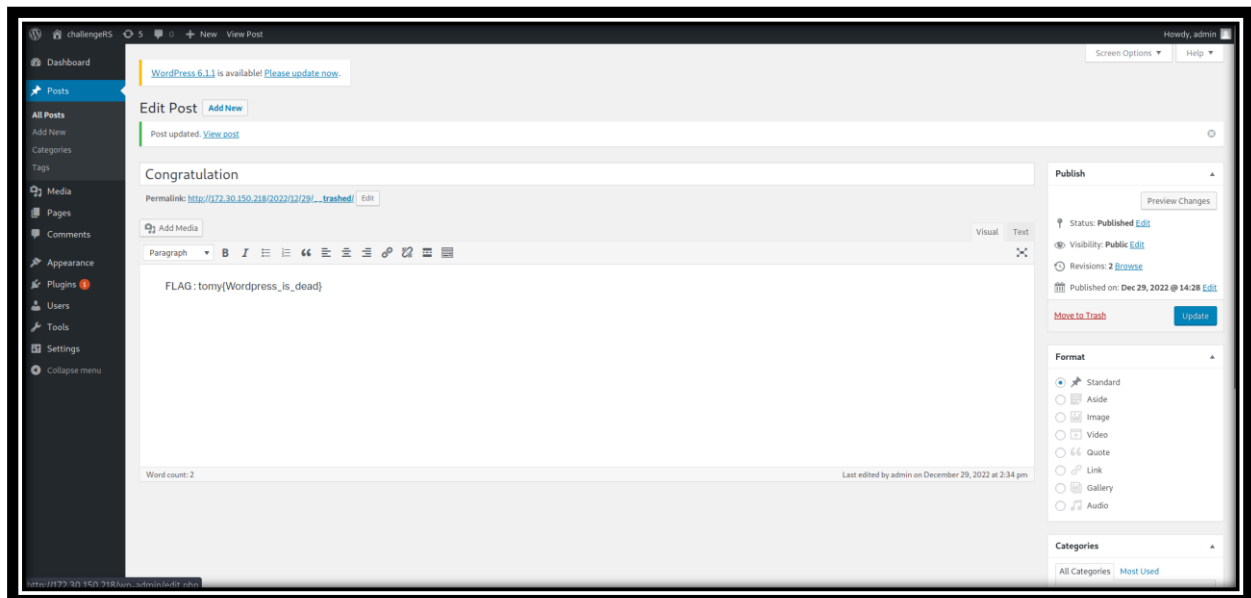 challengeRS 5 0 + New View Post Howdy, admin
Screen Options ▼ Help ▼
Dashboard
Posts
All Posts
Add New
Categories
Tags
Media
Pages
Comments
Appearance
Plugins 1
Users
Tools
Settings
Collapse menu
WordPress 6.1.1 is available! Please update now.
Edit Post Add New
Post updated. View post
Congratulation
Permalink: http://172.30.150.218/2022/12/29/__trashed/ Edit
Add Media
Visual Text
Paragraph ▼ B I
FLAG : tomy{Wordpress_is_dead}
Word count: 2 Last edited by admin on December 29, 2022 at 2:34 pm
Publish
Preview Changes
Status: Published Edit
Visibility: Public Edit
Revisions: 2 Browse
Published on: Dec 29, 2022 @ 14:28 Edit
Move to Trash Update
Format
Standard
Aside
Image
Video
Quote
Link
Gallery
Audio
Categories
All Categories Most Used
http://172.30.150.218/wp-admin/edit.php